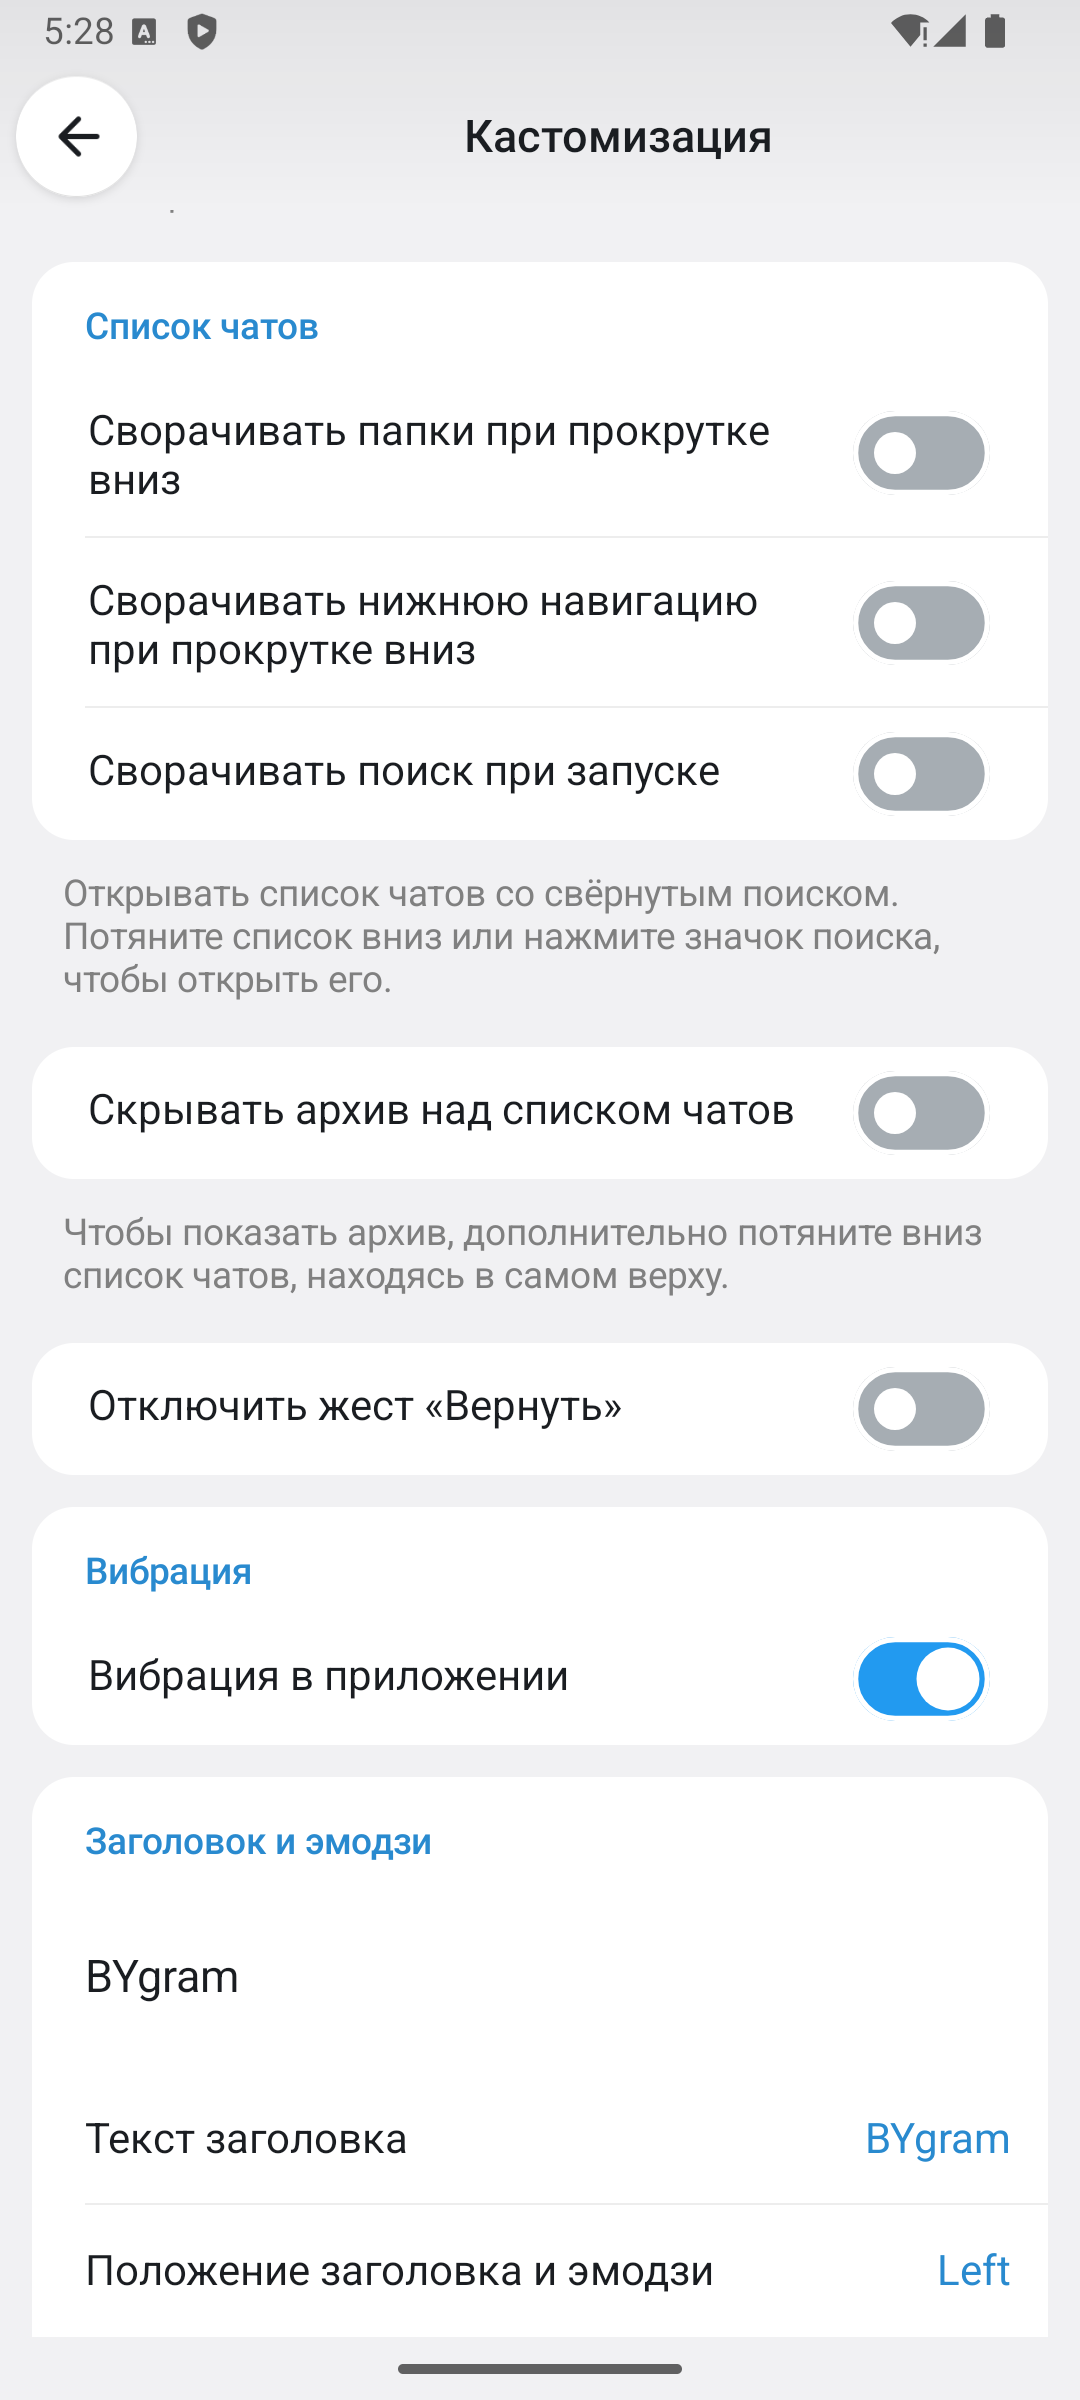 5:28
Кастомизация
Список чатов
Сворачивать папки при прокрутке
вниз
Сворачивать нижнюю навигацию
при прокрутке вниз
Сворачивать поиск при запуске
Открывать список чатов со свёрнутым поиском.
Потяните список вниз или нажмите значок поиска,
чтобы открыть его.
Скрывать архив над списком чатов
Чтобы показать архив, дополнительно потяните вниз
список чатов, находясь в самом верху.
Отключить жест «Вернуть»
Вибрация
Вибрация в приложении
Заголовок и эмодзи
BYgram
Текст заголовка BYgram
Положение заголовка и эмодзи Left